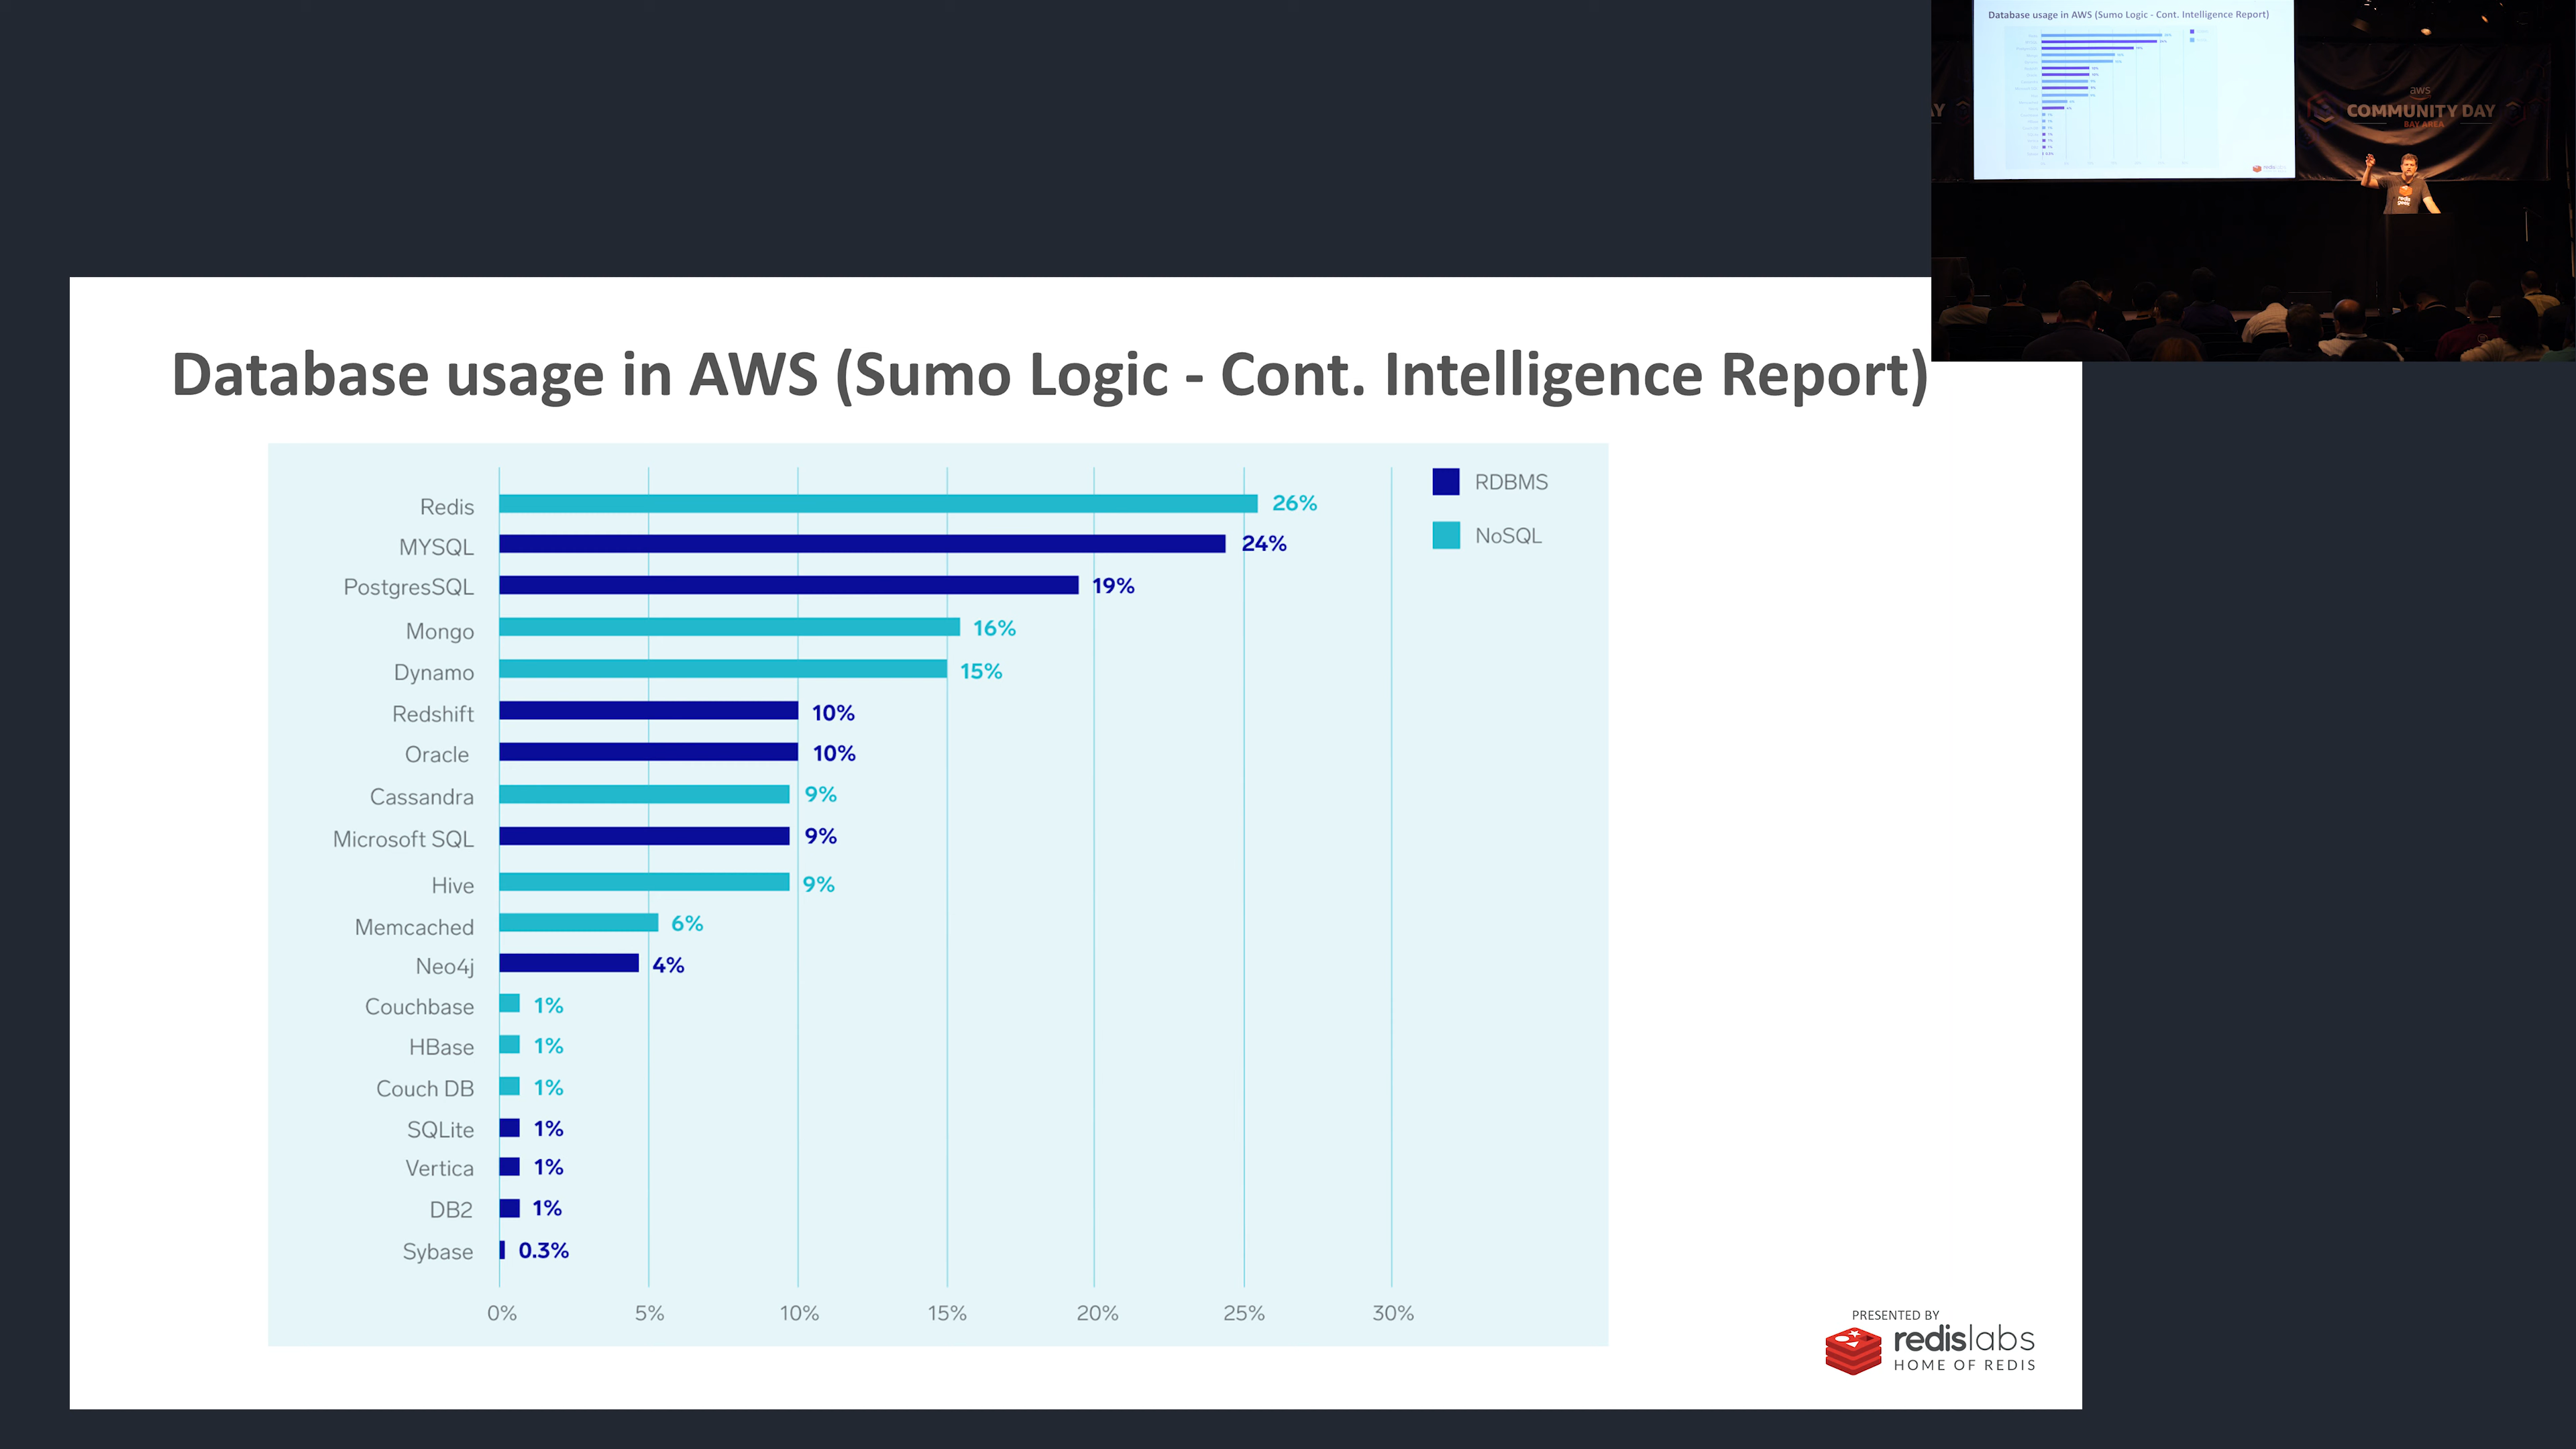 Database usage in AWS (Sumo Logic - Cont. Intelligence Report)
aws
COMMUNITY DAY
BAY AREA
redis
geek
Database usage in AWS (Sumo Logic - Cont. Intelligence Report)
RDBMS
NoSQL
Redis 26%
MYSQL 24%
PostgresSQL 19%
Mongo 16%
Dynamo 15%
Redshift 10%
Oracle 10%
Cassandra 9%
Microsoft SQL 9%
Hive 9%
Memcached 6%
Neo4j 4%
Couchbase 1%
HBase 1%
Couch DB 1%
SQLite 1%
Vertica 1%
DB2 1%
Sybase 0.3%
0% 5% 10% 15% 20% 25% 30%
PRESENTED BY
redislabs
HOME OF REDIS